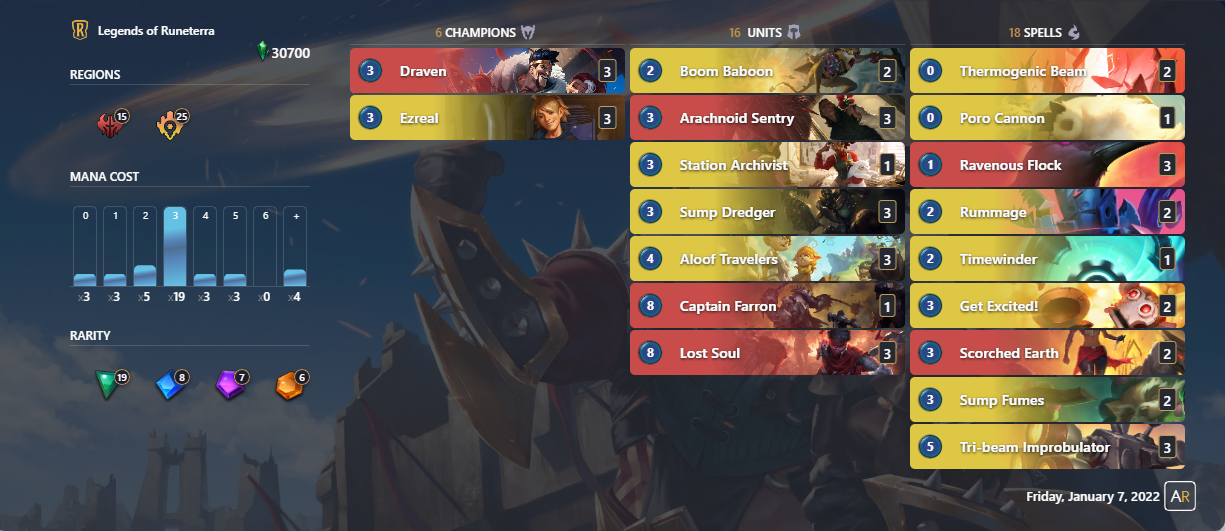 Legends of Runeterra
30700
REGIONS
15 25
MANA COST
0 1 2 3 4 5 6 +
x3 x3 x5 x19 x3 x3 x0 x4
RARITY
19 8 7 6
6 CHAMPIONS
3 Draven 3
3 Ezreal 3
16 UNITS
2 Boom Baboon 2
3 Arachnoid Sentry 3
3 Station Archivist 1
3 Sump Dredger 3
4 Aloof Travelers 3
8 Captain Farron 1
8 Lost Soul 3
18 SPELLS
0 Thermogenic Beam 2
0 Poro Cannon 1
1 Ravenous Flock 3
2 Rummage 2
2 Timewinder 1
3 Get Excited! 2
3 Scorched Earth 2
3 Sump Fumes 2
5 Tri-beam Improbulator 3
Friday, January 7, 2022 AR